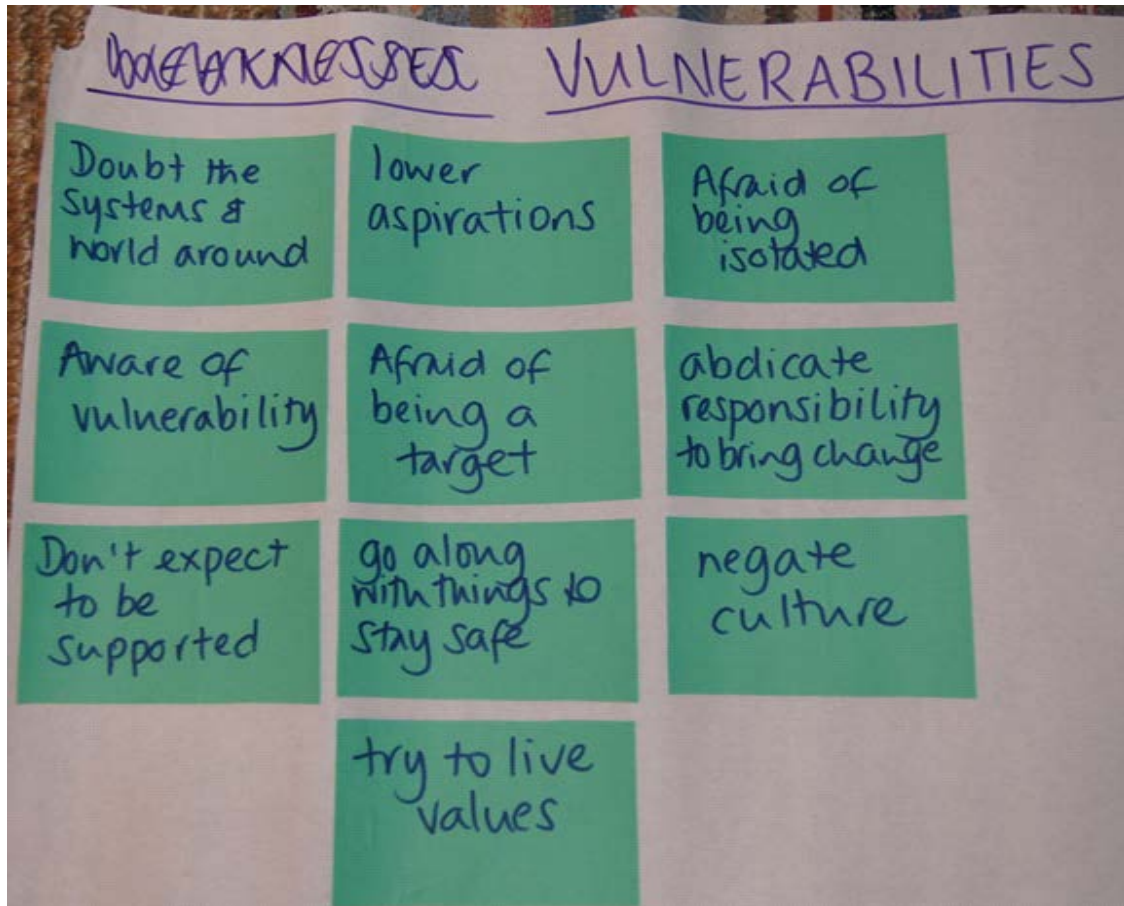 WEAKNESSES VULNERABILITIES
Doubt the
systems &
world around
lower
aspirations
Afraid of
being
isolated
Aware of
vulnerability
Afraid of
being a
target
abdicate
responsibility
to bring change
Don't expect
to be
supported
go along
with things to
stay safe
negate
culture
try to live
values